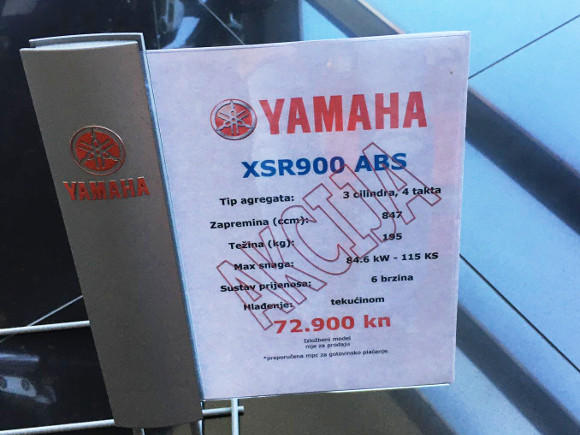 YAMAHA
YAMAHA
XSR900 ABS
Tip agregata: 3 cilindra, 4 takta
Zapremina (ccm): 847
Težina (kg): 195
Max snaga: 84.6 kW - 115 KS
Sustav prijenosa: 6 brzina
Hlađenje: tekućinom
AKCIJA
72.900 kn
Izložbeni model
nije za prodaju
*preporučena mpc za gotovinsko plaćanje